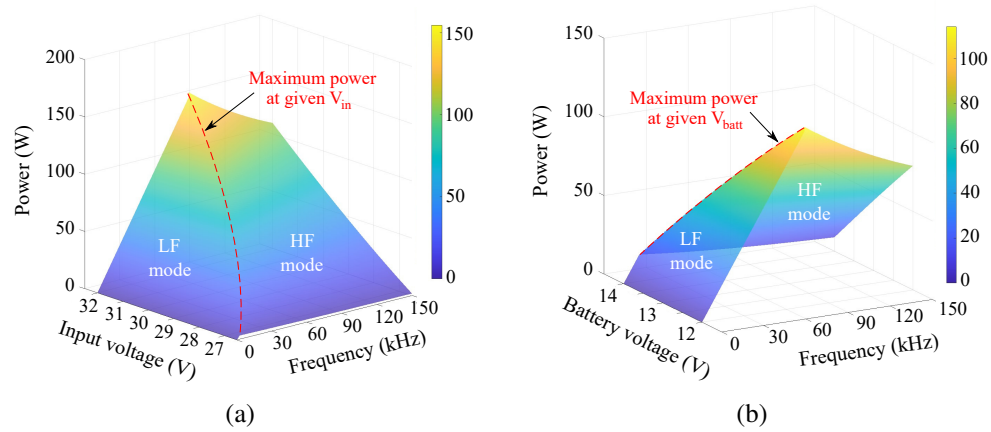 200
150
100
50
0
Power (W)
Maximum power
at given V_in
LF
mode
HF
mode
32
31
30
29
28
27
Input voltage (V)
0
30
60
90
120
150
Frequency (kHz)
150
100
50
0
(a)
150
100
50
0
Power (W)
Maximum power
at given V_batt
LF
mode
HF
mode
14
13
12
Battery voltage (V)
0
30
60
90
120
150
Frequency (kHz)
100
80
60
40
20
0
(b)